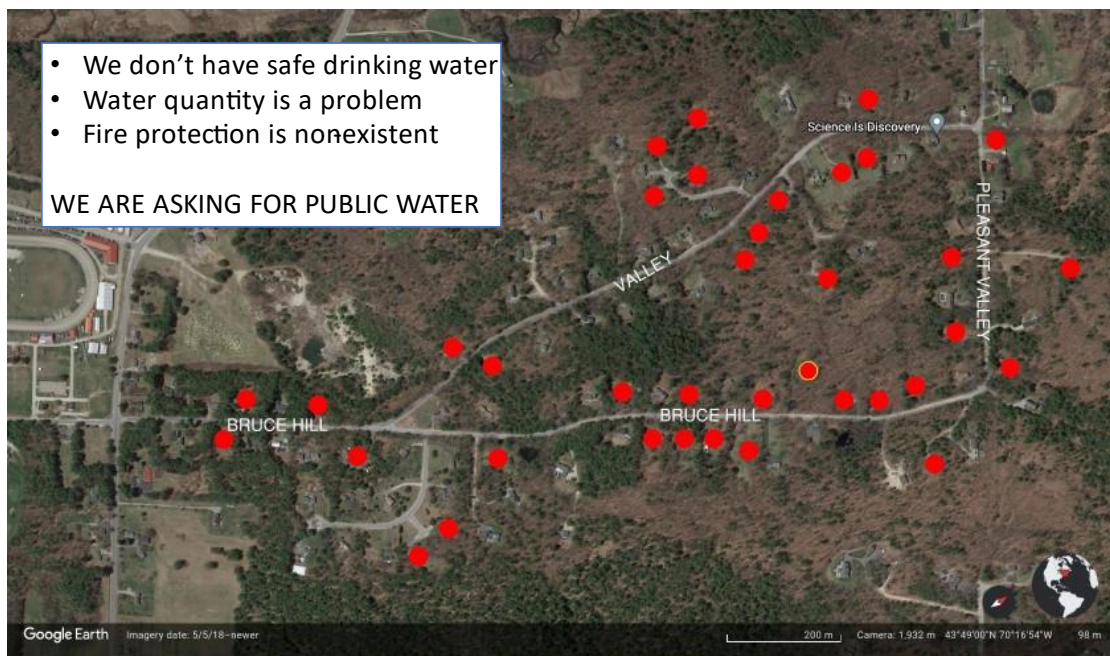 • We don't have safe drinking water
• Water quantity is a problem
• Fire protection is nonexistent
WE ARE ASKING FOR PUBLIC WATER
Science Is Discovery
PLEASANT VALLEY
VALLEY
BRUCE HILL
BRUCE HILL
Google Earth
Imagery date: 5/5/18–newer
200 m
Camera: 1,932 m
43°49'00"N 70°16'54"W
98 m